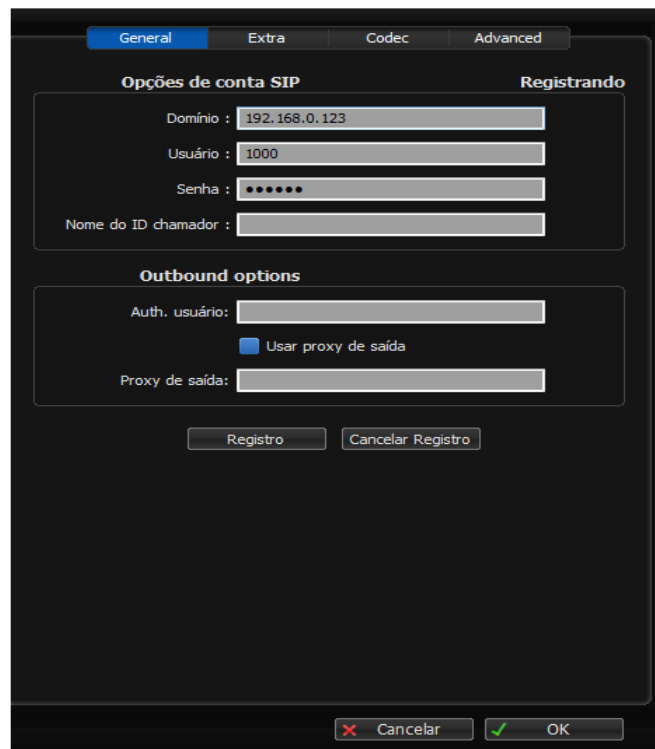 General Extra Codec Advanced
Opções de conta SIP Registrando
Domínio : 192.168.0.123
Usuário : 1000
Senha : ●●●●●●
Nome do ID chamador :
Outbound options
Auth. usuário:
Usar proxy de saída
Proxy de saída:
Registro Cancelar Registro
Cancelar OK